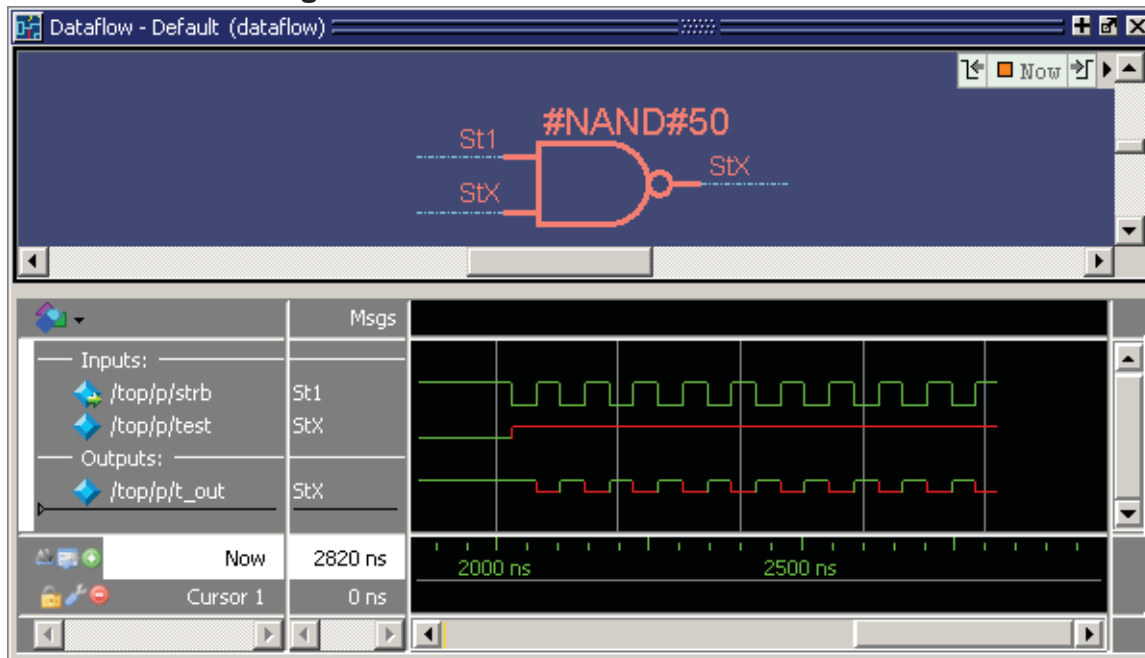 Dataflow - Default (dataflow)
Now
#NAND#50
St1
StX
StX
Msgs
Inputs:
/top/p/strb St1
/top/p/test StX
Outputs:
/top/p/t_out StX
Now 2820 ns
2000 ns 2500 ns
Cursor 1 0 ns